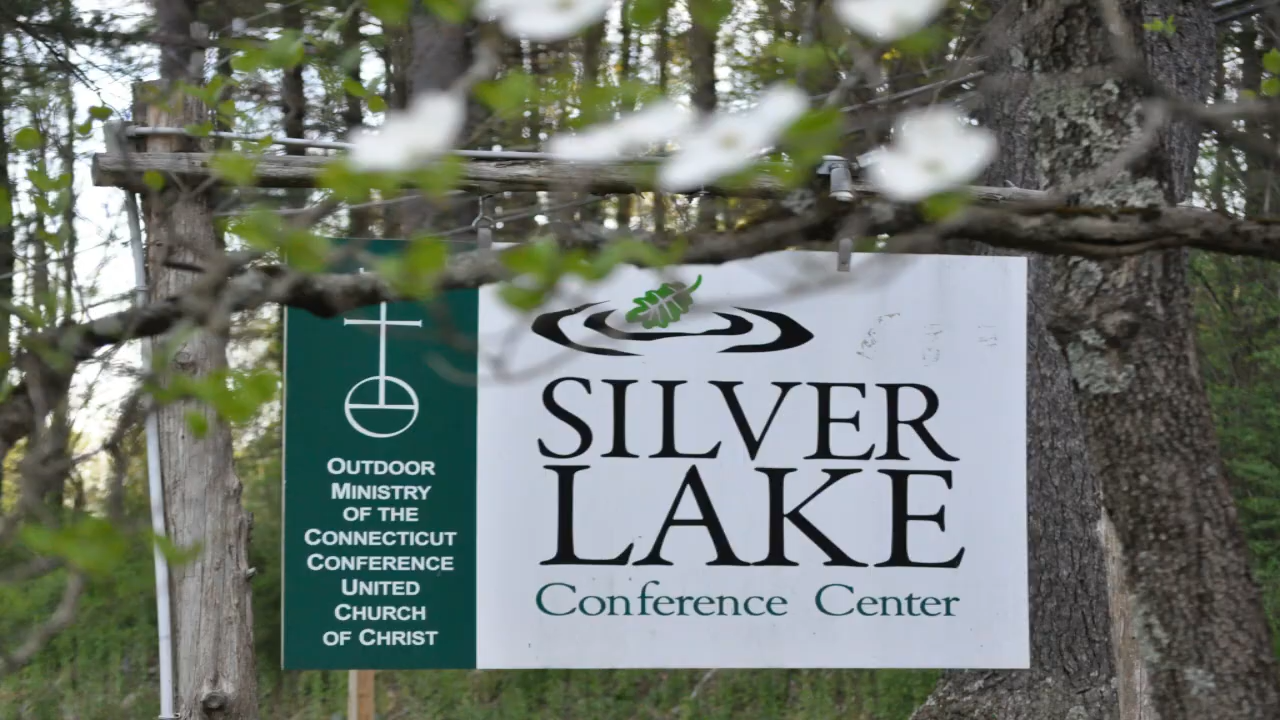 OUTDOOR
MINISTRY
OF THE
CONNECTICUT
CONFERENCE
UNITED
CHURCH
OF CHRIST
SILVER
LAKE
Conference Center